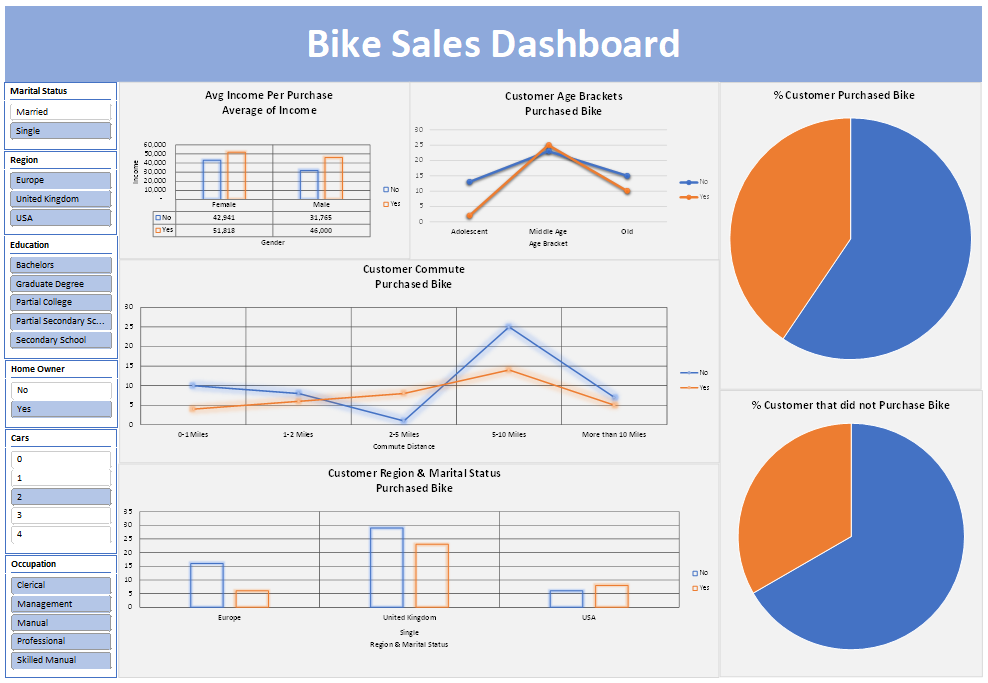 Bike Sales Dashboard
Marital Status
Married
Single
Region
Europe
United Kingdom
USA
Education
Bachelors
Graduate Degree
Partial College
Partial Secondary Sc...
Secondary School
Home Owner
No
Yes
Cars
0
1
2
3
4
Occupation
Clerical
Management
Manual
Professional
Skilled Manual
Avg Income Per Purchase
Average of Income
Income
60,000
50,000
40,000
30,000
20,000
10,000
-
Female Male
No 42,941 31,765
Yes 51,818 46,000
Gender
No
Yes
Customer Age Brackets
Purchased Bike
30
25
20
15
10
5
0
Adolescent Middle Age Old
Age Bracket
No
Yes
Customer Commute
Purchased Bike
30
25
20
15
10
5
0
0-1 Miles 1-2 Miles 2-5 Miles 5-10 Miles More than 10 Miles
Commute Distance
No
Yes
Customer Region & Marital Status
Purchased Bike
35
30
25
20
15
10
5
0
Europe United Kingdom USA
Single
Region & Marital Status
No
Yes
% Customer Purchased Bike
% Customer that did not Purchase Bike